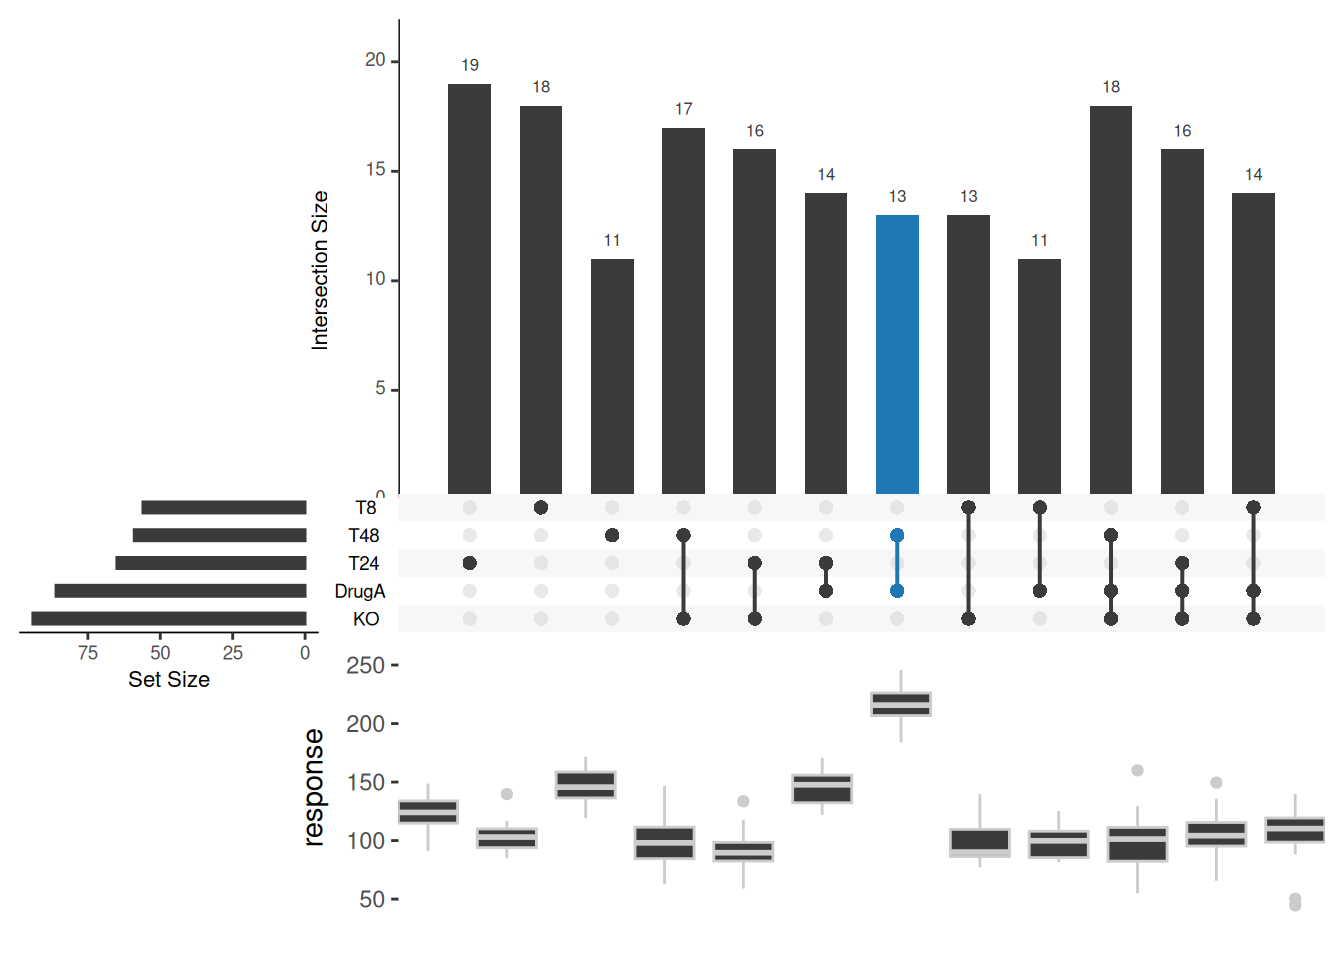 20
15
10
5
0
Intersection Size
19 18 11 17 16 14 13 13 11 18 16 14
T8
T48
T24
DrugA
KO
75 50 25 0
Set Size
250
200
150
100
50
response